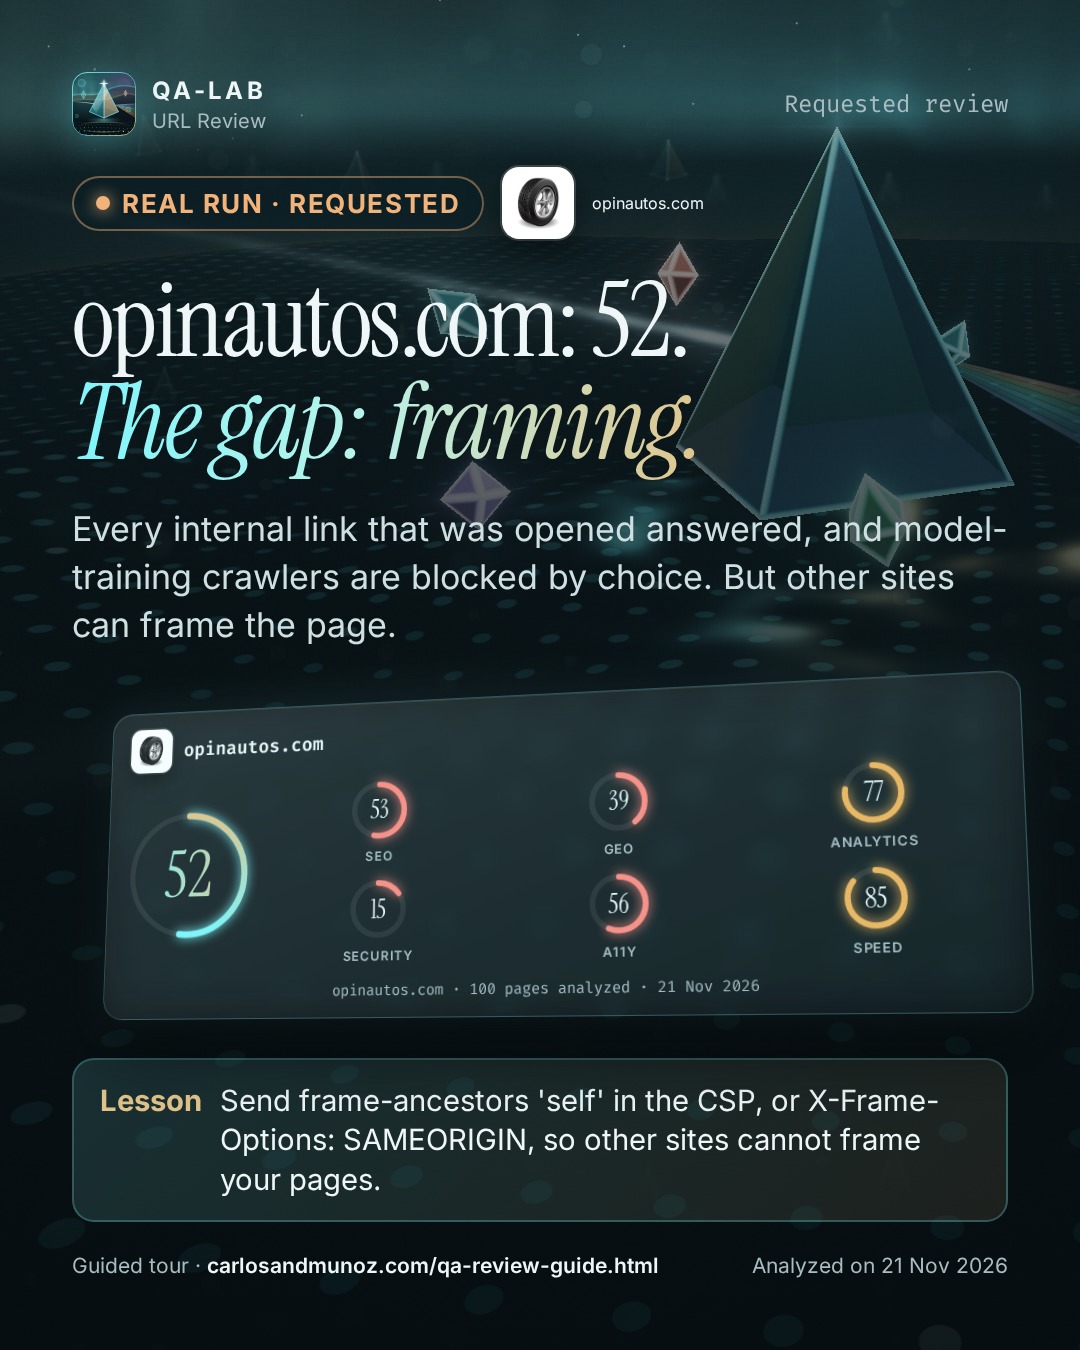 QA-LAB
URL Review
Requested review
REAL RUN · REQUESTED
opinautos.com
opinautos.com: 52.
The gap: framing.
Every internal link that was opened answered, and model-
training crawlers are blocked by choice. But other sites
can frame the page.
opinautos.com
52
53
SEO
39
GEO
77
ANALYTICS
15
SECURITY
56
A11Y
85
SPEED
opinautos.com · 100 pages analyzed · 21 Nov 2026
Lesson
Send frame-ancestors 'self' in the CSP, or X-Frame-
Options: SAMEORIGIN, so other sites cannot frame
your pages.
Guided tour · carlosandmunoz.com/qa-review-guide.html
Analyzed on 21 Nov 2026